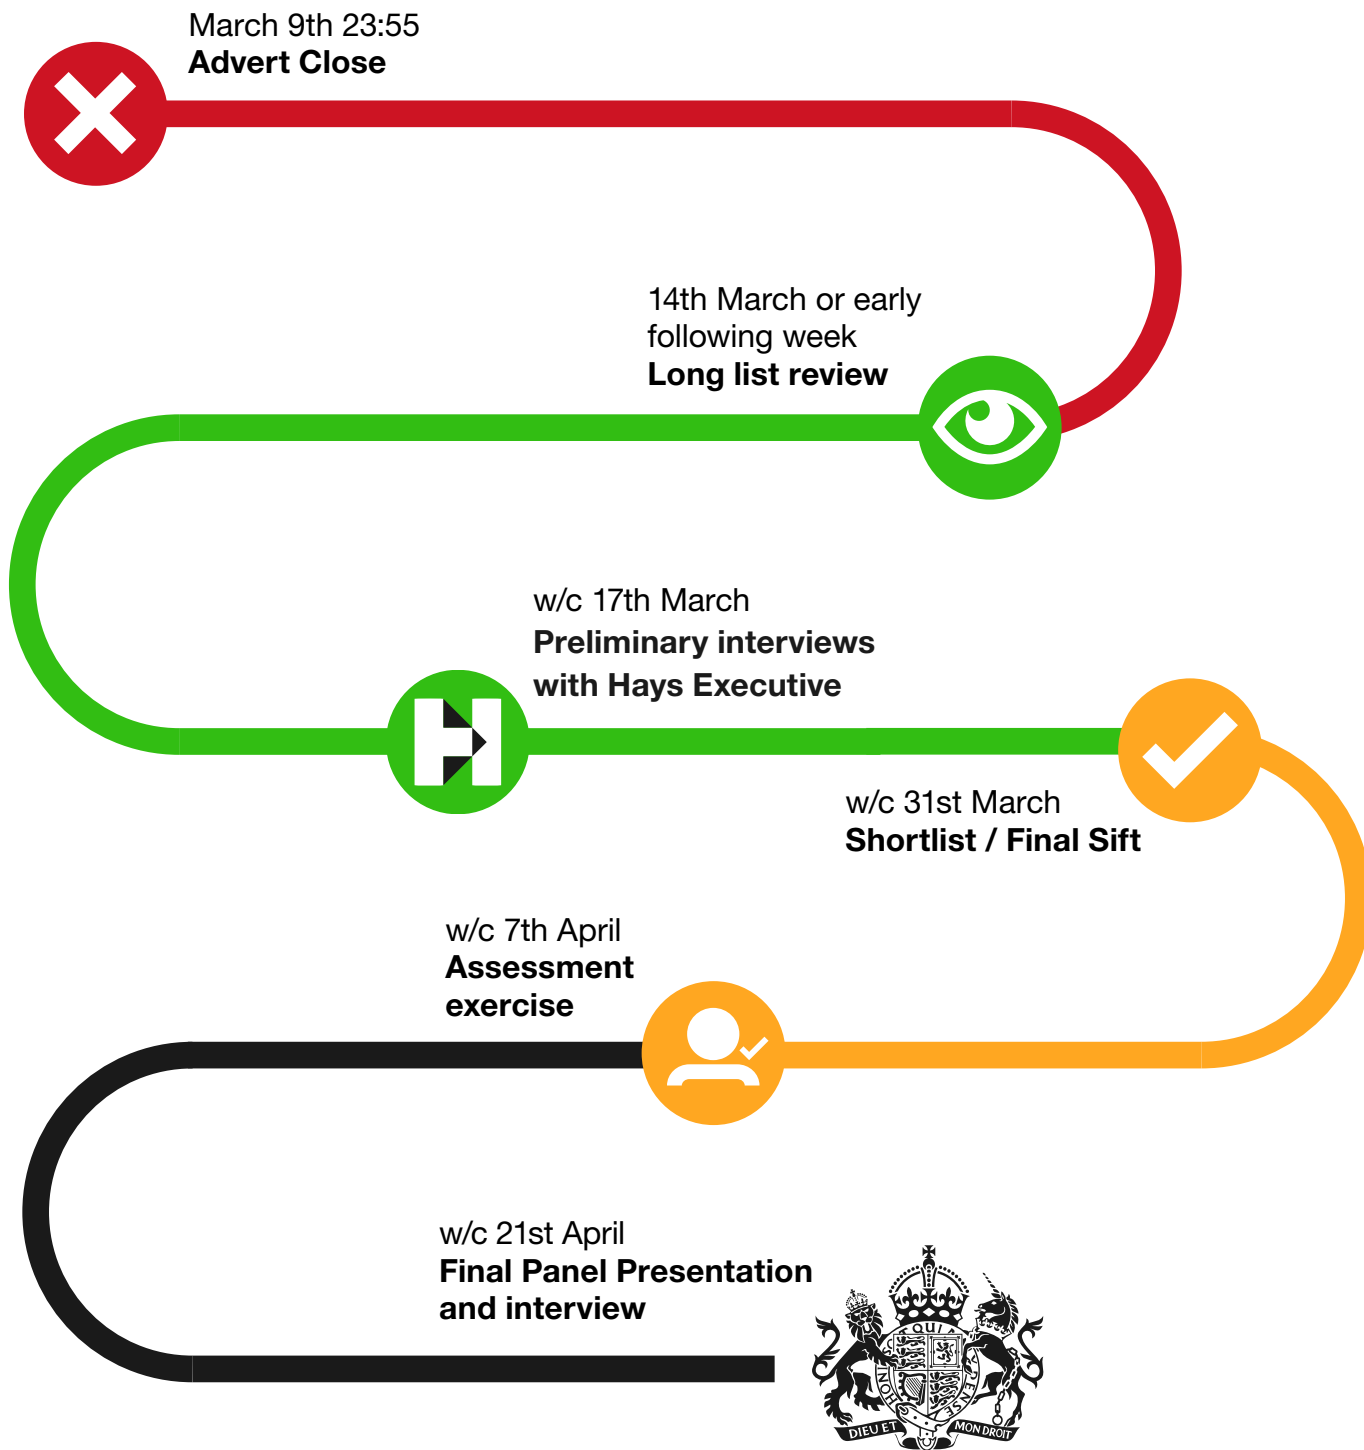 March 9th 23:55
Advert Close
14th March or early
following week
Long list review
w/c 17th March
Preliminary interviews
with Hays Executive
w/c 31st March
Shortlist / Final Sift
w/c 7th April
Assessment
exercise
w/c 21st April
Final Panel Presentation
and interview
DIEU ET MON DROIT